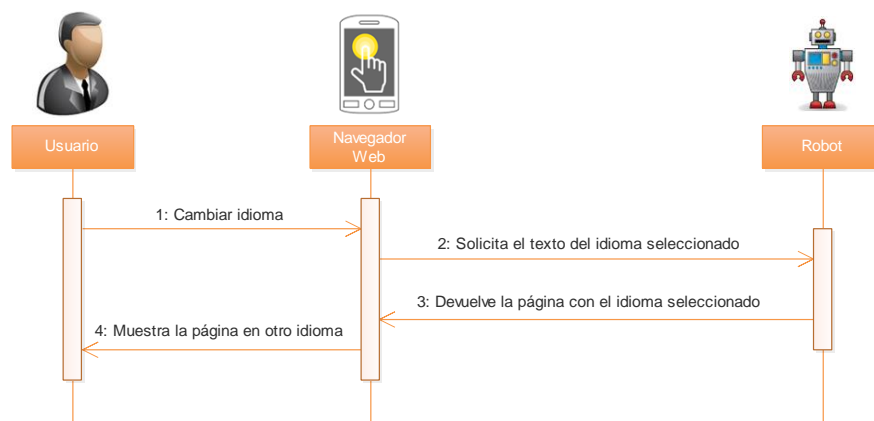 Usuario
Navegador
Web
Robot
1: Cambiar idioma
2: Solicita el texto del idioma seleccionado
3: Devuelve la página con el idioma seleccionado
4: Muestra la página en otro idioma